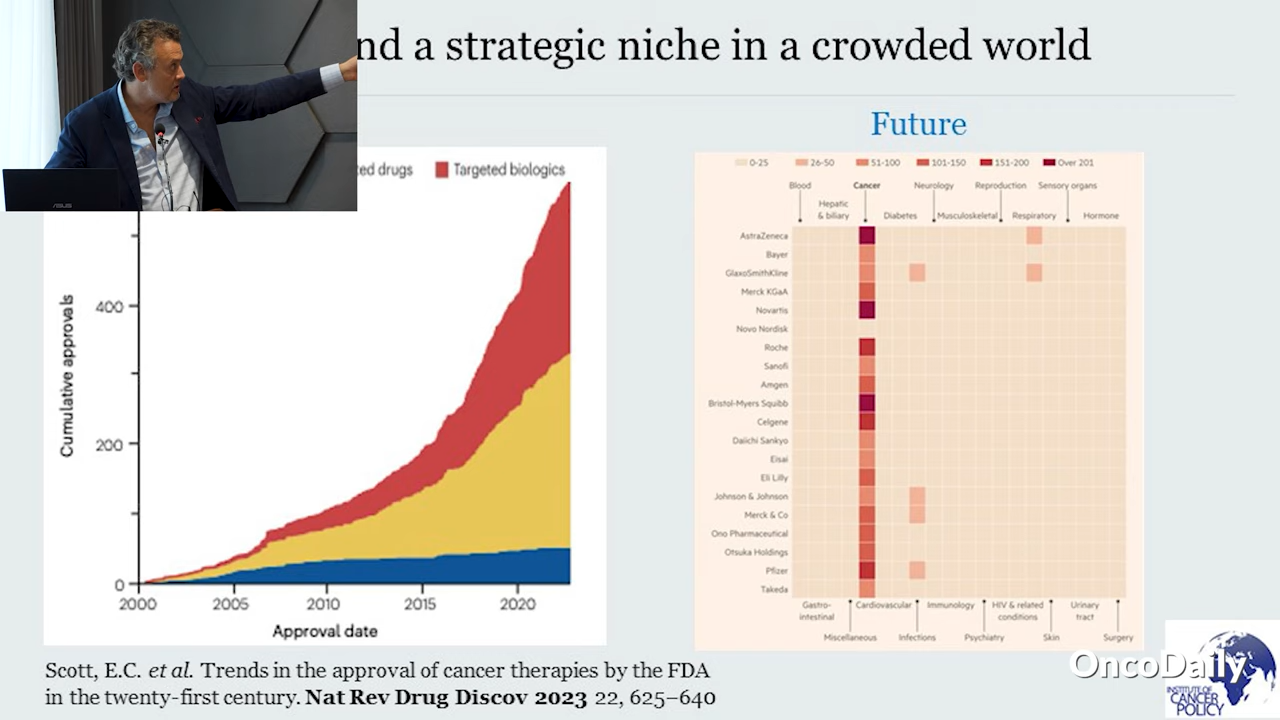 nd a strategic niche in a crowded world
Future
ed drugs Targeted biologics
Cumulative approvals
400
200
0
2000 2005 2010 2015 2020
Approval date
0-25 26-50 51-100 101-150 151-200 Over 201
Blood Cancer Neurology Reproduction Sensory organs
Hepatic
& biliary Diabetes Musculoskeletal Respiratory Hormone
AstraZeneca
Bayer
GlaxoSmithKline
Merck KGaA
Novartis
Novo Nordisk
Roche
Sanofi
Amgen
Bristol-Myers Squibb
Celgene
Daiichi Sankyo
Eisai
Eli Lilly
Johnson & Johnson
Merck & Co
Ono Pharmaceutical
Otsuka Holdings
Pfizer
Takeda
Gastro-
intestinal Cardiovascular Immunology HIV & related
conditions Urinary
tract
Miscellaneous Infections Psychiatry Skin Surgery
Scott, E.C. et al. Trends in the approval of cancer therapies by the FDA
in the twenty-first century. Nat Rev Drug Discov 2023 22, 625–640
OncoDaily
INSTITUTE OF
CANCER
POLICY
ASUS